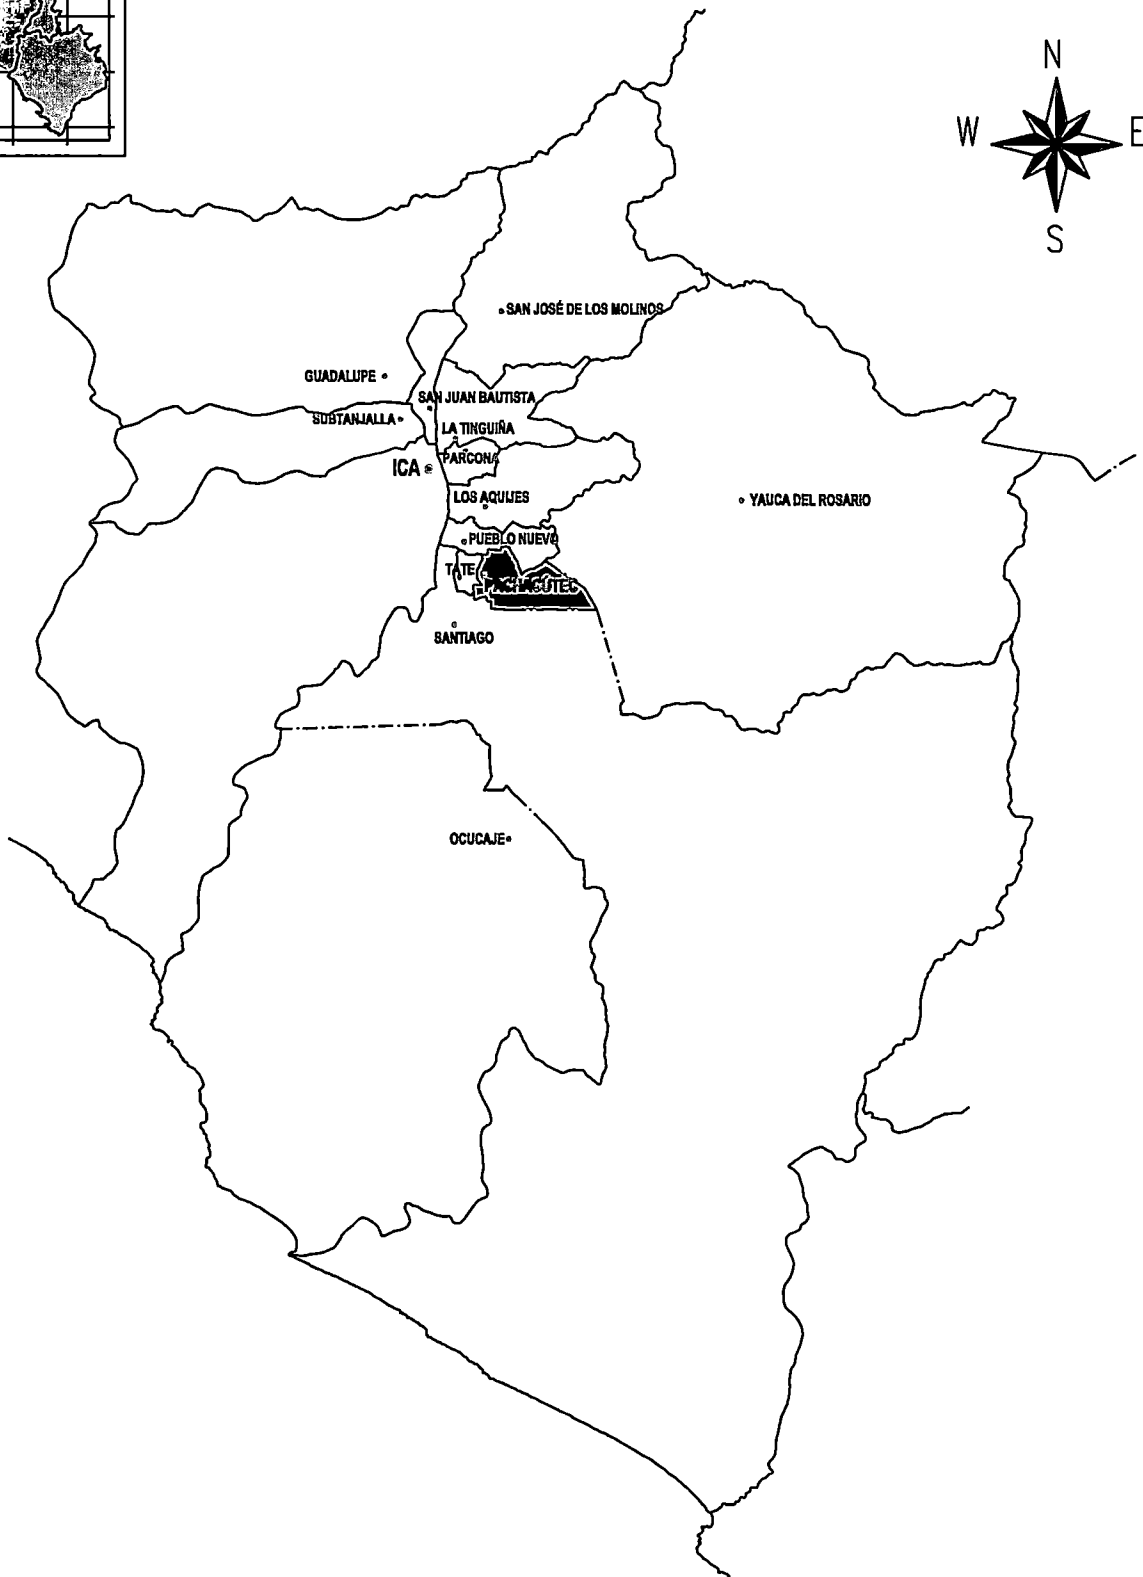 N
W E
S
SAN JOSÉ DE LOS MOLINOS
GUADALUPE
SAN JUAN BAUTISTA
SUBTANJALLA
LA TINGUIÑA
PARCONA
ICA
LOS AQUIJES
YAUCA DEL ROSARIO
PUEBLO NUEVO
TATE
PACHACÚTEC
SANTIAGO
OCUCAJE